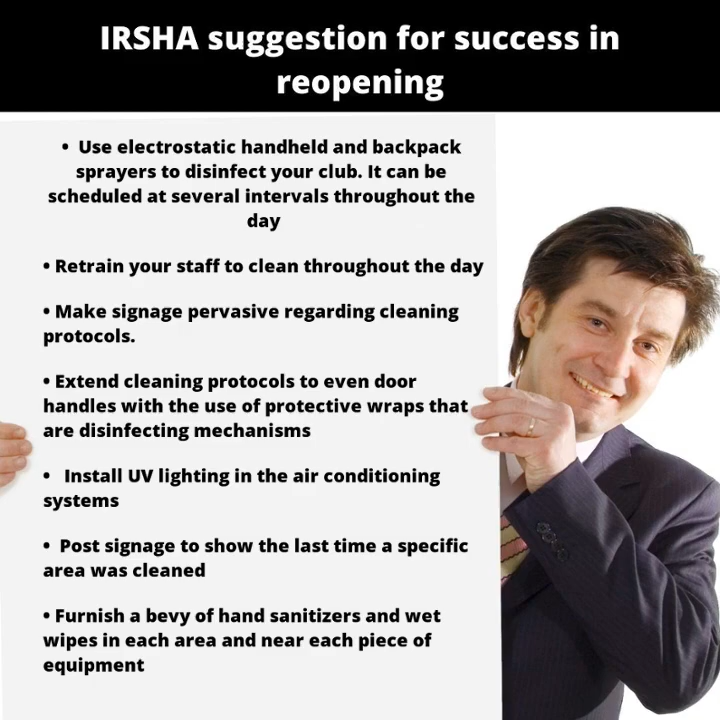 IRSHA suggestion for success in
reopening
• Use electrostatic handheld and backpack
sprayers to disinfect your club. It can be
scheduled at several intervals throughout the
day
• Retrain your staff to clean throughout the day
• Make signage pervasive regarding cleaning
protocols.
• Extend cleaning protocols to even door
handles with the use of protective wraps that
are disinfecting mechanisms
• Install UV lighting in the air conditioning
systems
• Post signage to show the last time a specific
area was cleaned
• Furnish a bevy of hand sanitizers and wet
wipes in each area and near each piece of
equipment